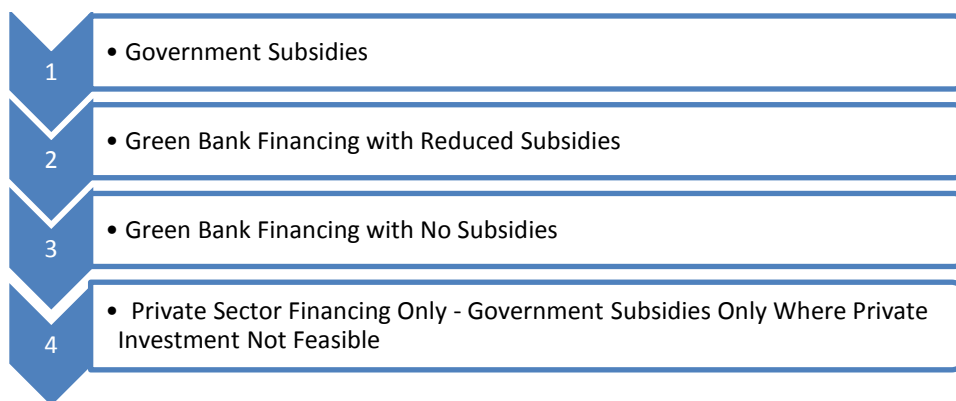 1
• Government Subsidies
2
• Green Bank Financing with Reduced Subsidies
3
• Green Bank Financing with No Subsidies
4
• Private Sector Financing Only - Government Subsidies Only Where Private
Investment Not Feasible